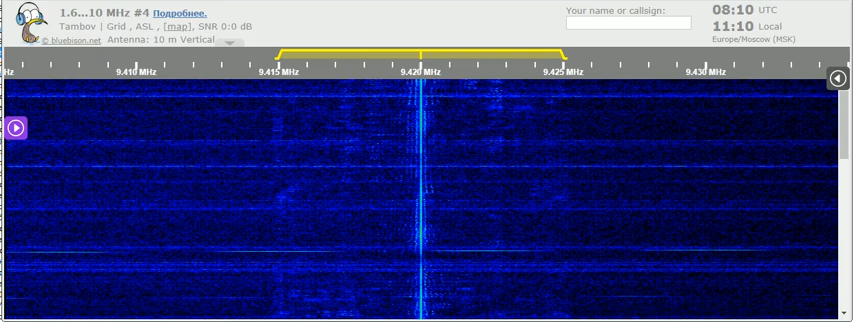 1.6...10 MHz #4 Подробнее.
Tambov | Grid , ASL , [map], SNR 0:0 dB
© bluebison.net Antenna: 10 m Vertical
Your name or callsign:
08:10 UTC
11:10 Local
Europe/Moscow (MSK)
Hz 9.410 MHz 9.415 MHz 9.420 MHz 9.425 MHz 9.430 MHz